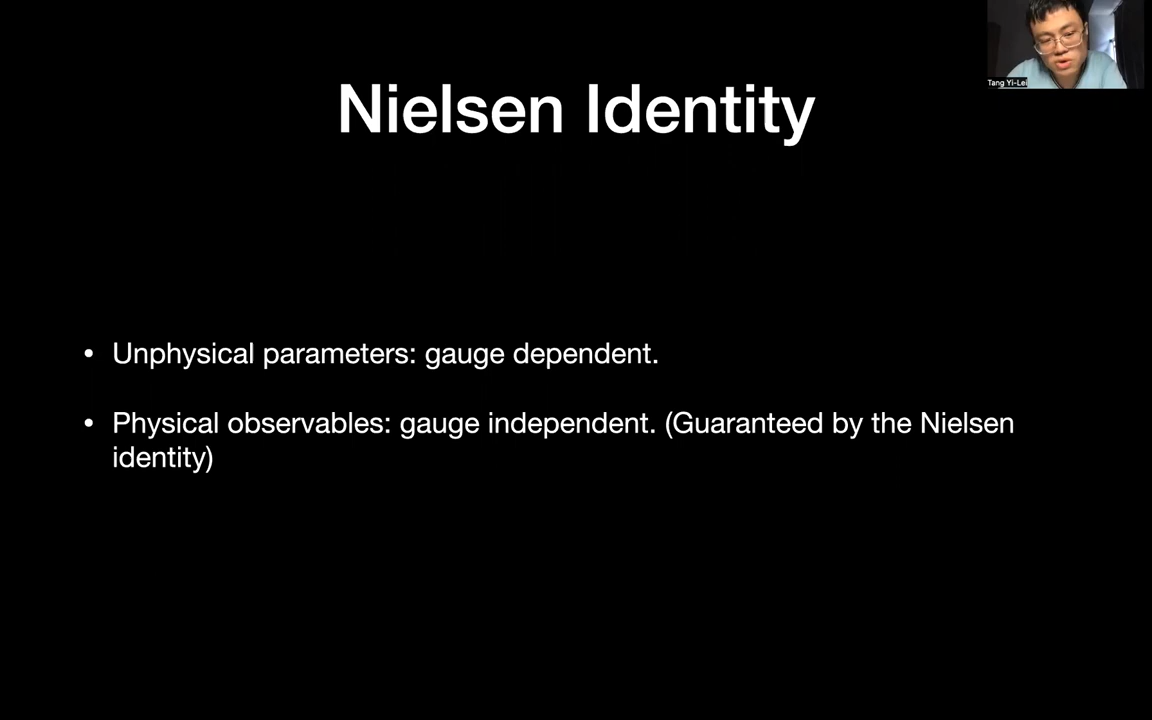 Tang Yi-Lei
Nielsen Identity
• Unphysical parameters: gauge dependent.
• Physical observables: gauge independent. (Guaranteed by the Nielsen
identity)